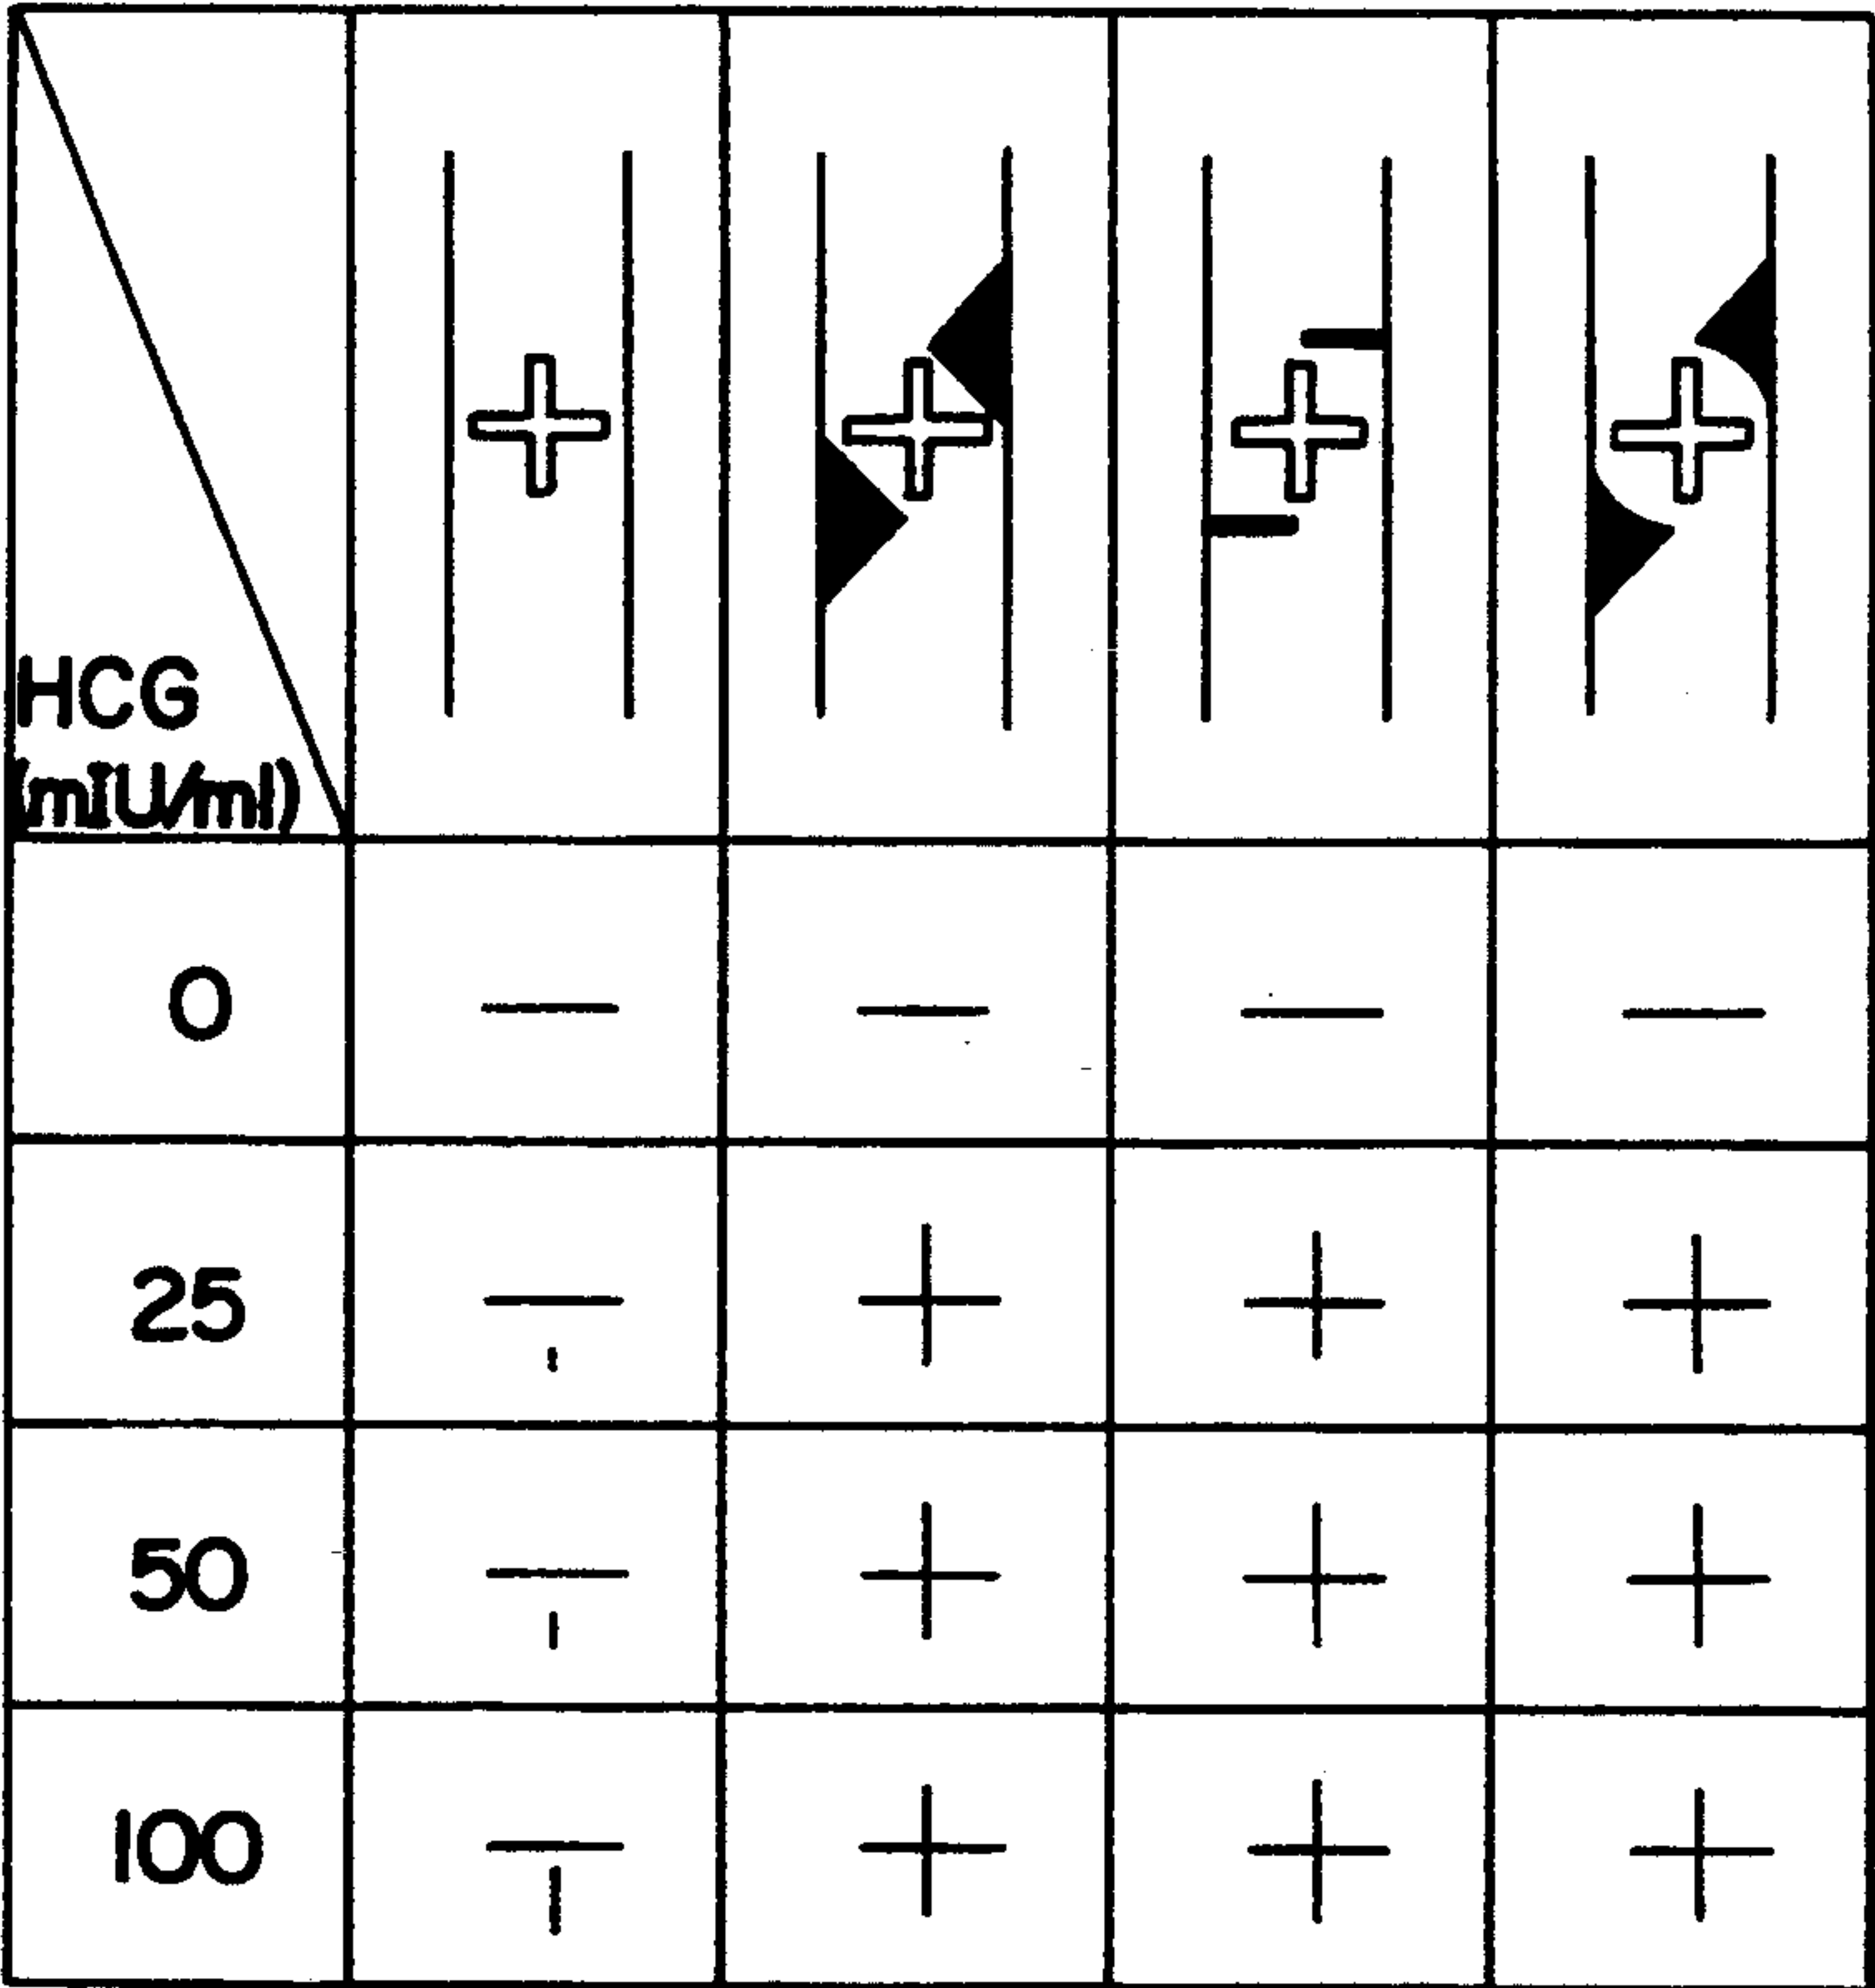 HCG
(mIU/ml)
0
— — — —
25
— + + +
50
— + + +
100
— + + +